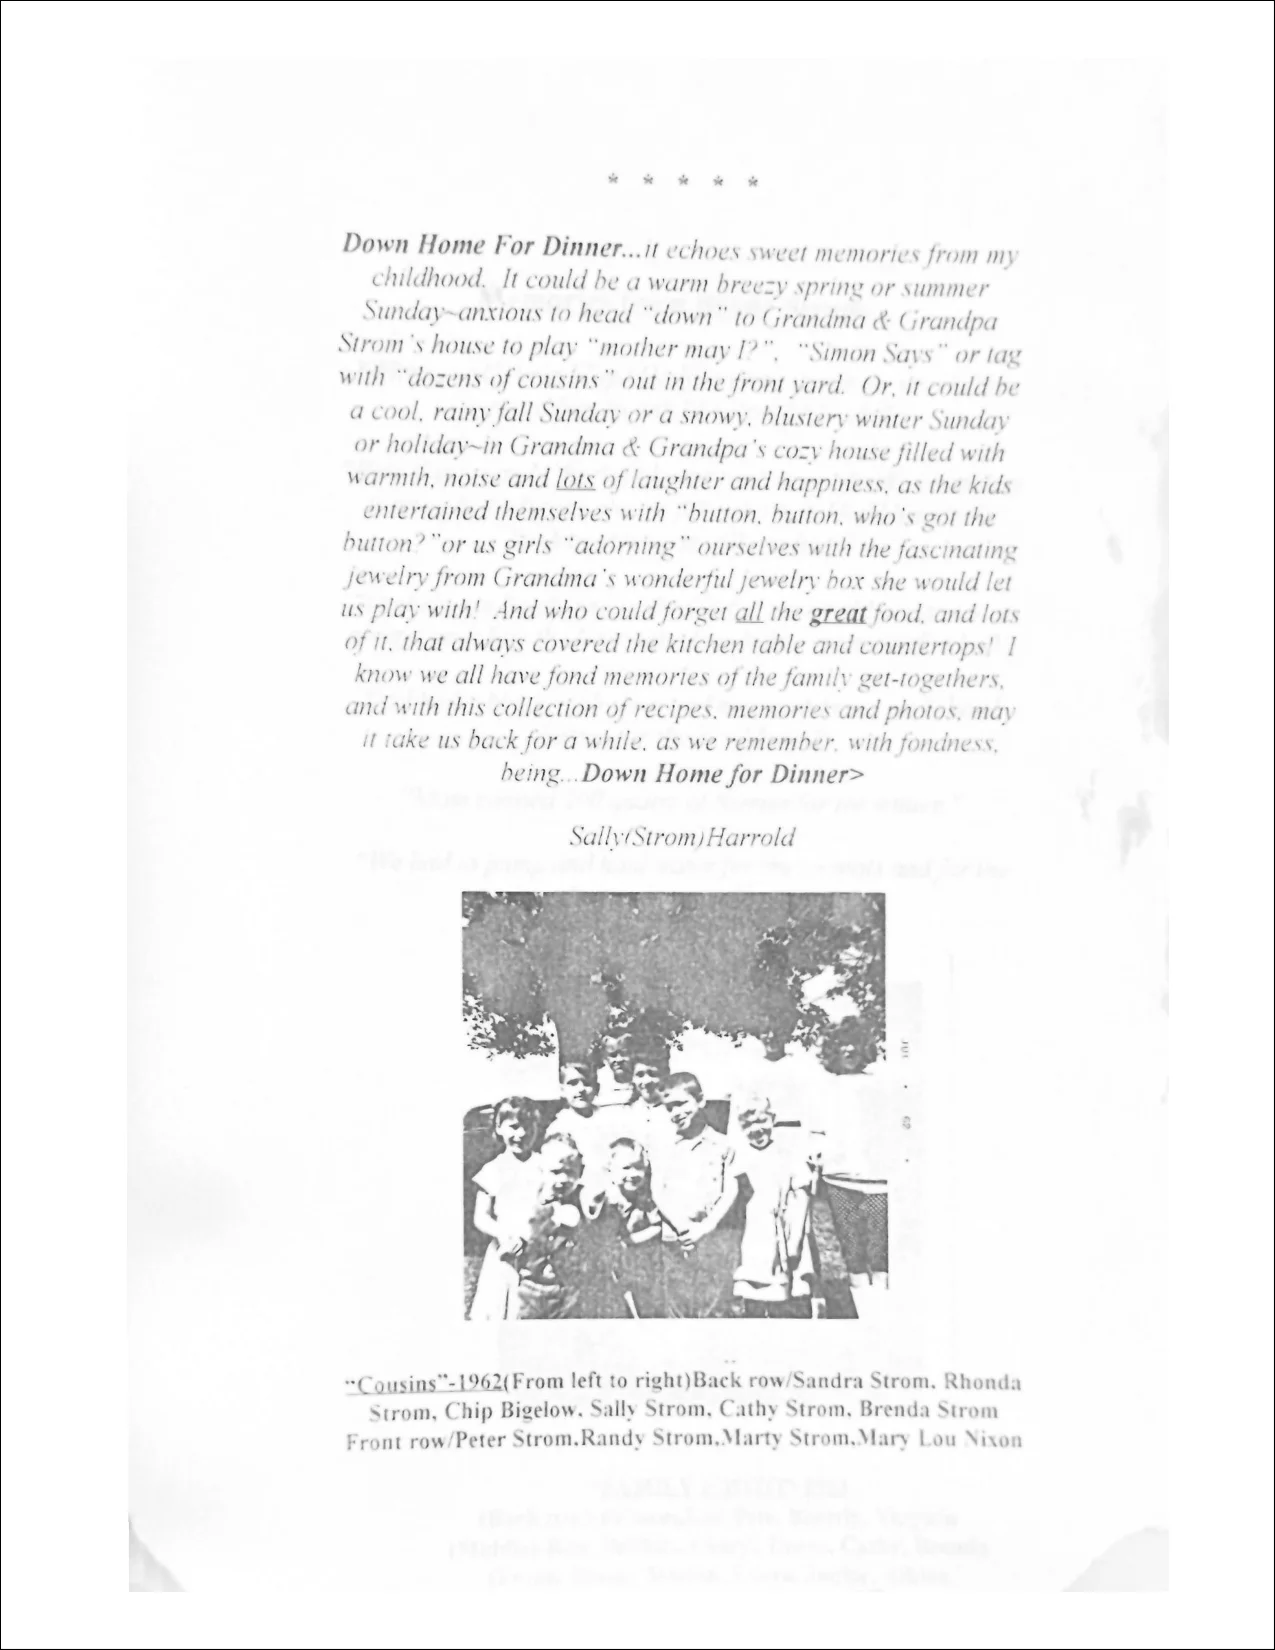 * * * * *
Down Home For Dinner...it echoes sweet memories from my
childhood. It could be a warm breezy spring or summer
Sunday~anxious to head "down" to Grandma & Grandpa
Strom's house to play "mother may I?", "Simon Says" or tag
with "dozens of cousins" out in the front yard. Or, it could be
a cool, rainy fall Sunday or a snowy, blustery winter Sunday
or holiday~in Grandma & Grandpa's cozy house filled with
warmth, noise and lots of laughter and happiness, as the kids
entertained themselves with "button, button, who's got the
button?"or us girls "adorning" ourselves with the fascinating
jewelry from Grandma's wonderful jewelry box she would let
us play with! And who could forget all the great food, and lots
of it, that always covered the kitchen table and countertops! I
know we all have fond memories of the family get-togethers,
and with this collection of recipes, memories and photos, may
it take us back for a while, as we remember, with fondness,
being...Down Home for Dinner>
Sally(Strom)Harrold
"Cousins"-1962(From left to right)Back row/Sandra Strom, Rhonda
Strom, Chip Bigelow, Sally Strom, Cathy Strom, Brenda Strom
Front row/Peter Strom,Randy Strom,Marty Strom,Mary Lou Nixon